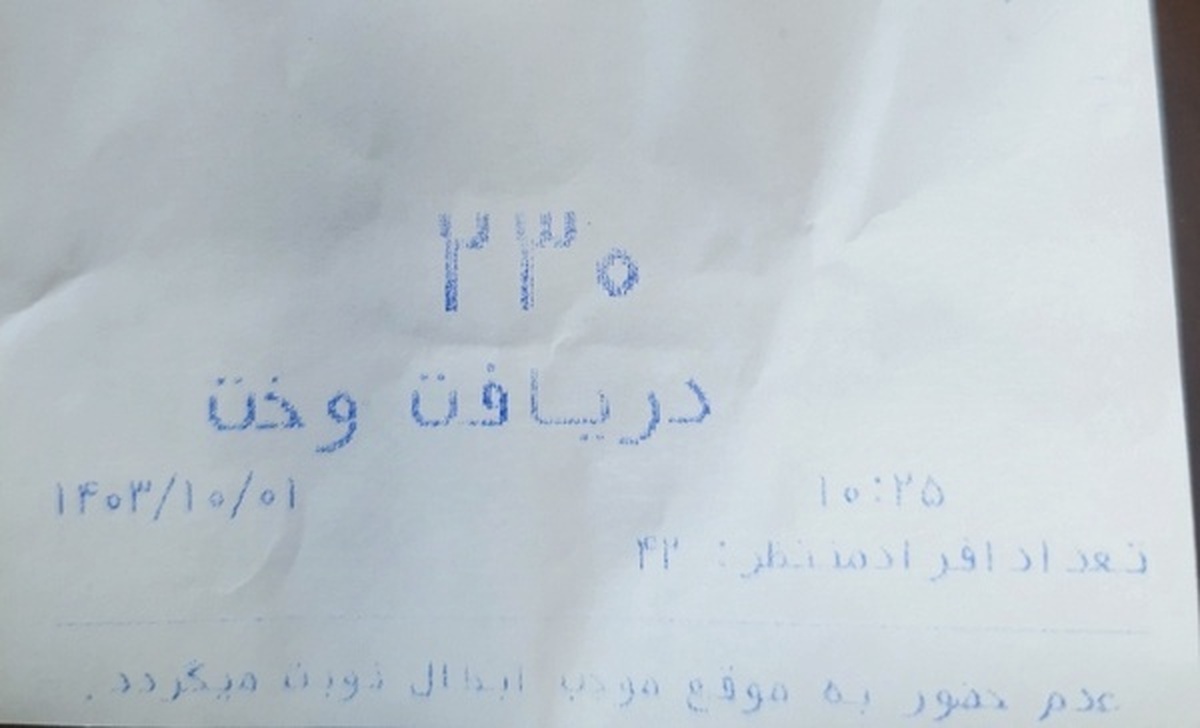 ۲۳۰
دریافت وخت
۱۰:۲۵
۱۴۰۳/۱۰/۰۱
تعداد افراد منتظر: ۴۲
عدم حضور به موقع موجب ابطال نوبت میگردد.